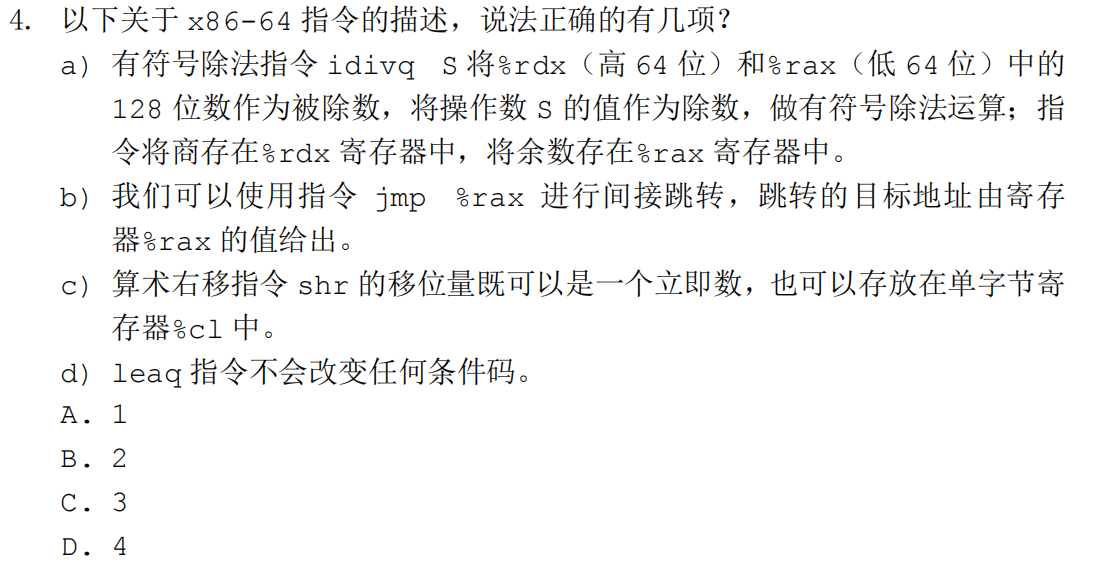 4. 以下关于 x86-64 指令的描述，说法正确的有几项？
a) 有符号除法指令 idivq S 将%rdx（高 64 位）和%rax（低 64 位）中的
128 位数作为被除数，将操作数 S 的值作为除数，做有符号除法运算；指
令将商存在%rdx 寄存器中，将余数存在%rax 寄存器中。
b) 我们可以使用指令 jmp %rax 进行间接跳转，跳转的目标地址由寄存
器%rax 的值给出。
c) 算术右移指令 shr 的移位量既可以是一个立即数，也可以存放在单字节寄
存器%cl 中。
d) leaq 指令不会改变任何条件码。
A. 1
B. 2
C. 3
D. 4